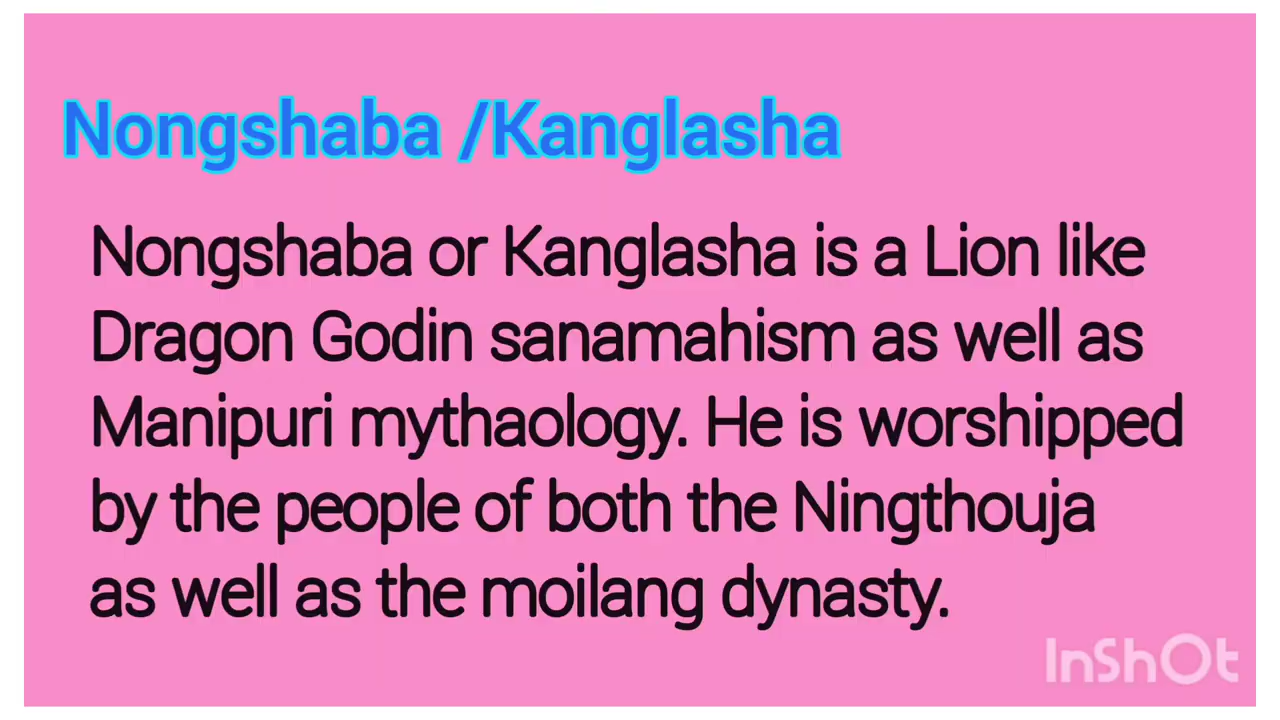 Nongshaba /Kanglasha
Nongshaba or Kanglasha is a Lion like
Dragon Godin sanamahism as well as
Manipuri mythaology. He is worshipped
by the people of both the Ningthouja
as well as the moilang dynasty.
InShOt